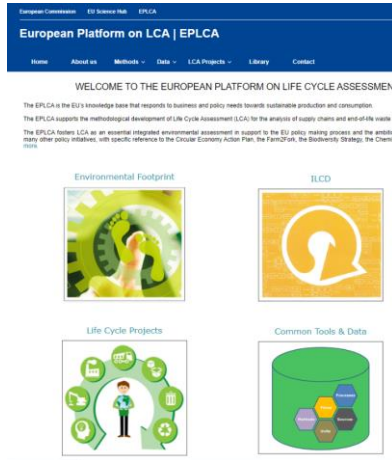 European Commission EU Science Hub EPLCA
European Platform on LCA | EPLCA
Home About us Methods Data LCA Projects Library Contact
WELCOME TO THE EUROPEAN PLATFORM ON LIFE CYCLE ASSESSMEN
The EPLCA is the EU's knowledge base that responds to business and policy needs towards sustainable production and consumption.
The EPLCA supports the methodological development of Life Cycle Assessment (LCA) for the analysis of supply chains and end-of-life waste
The EPLCA fosters LCA as an essential integrated environmental assessment in support to the EU policy making process and the ambiti
many other policy initiatives, with specific reference to the Circular Economy Action Plan, the Farm2Fork, the Biodiversity Strategy, the Chemi
more
Environmental Footprint ILCD
Life Cycle Projects Common Tools & Data
Processes
Flows
Sources
Units